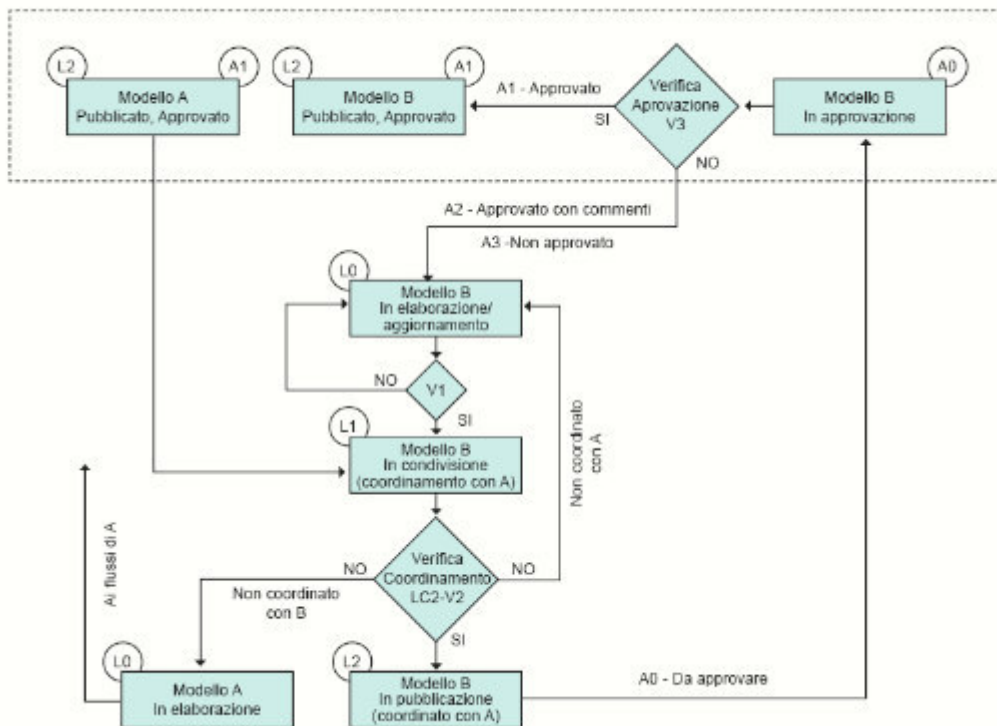 L2
A1
Modello A
Pubblicato, Approvato
L2
A1
Modello B
Pubblicato, Approvato
A1 - Approvato
SI
Verifica
Aprovazione
V3
NO
A0
Modello B
In approvazione
A2 - Approvato con commenti
A3 -Non approvato
L0
Modello B
In elaborazione/
aggiornamento
NO
V1
SI
L1
Modello B
In condivisione
(coordinamento con A)
Non coordinato
con A
Ai flussi di A
NO
Verifica
Coordinamento
LC2-V2
NO
Non coordinato
con B
SI
L0
Modello A
In elaborazione
L2
Modello B
In pubblicazione
(coordinato con A)
A0 - Da approvare